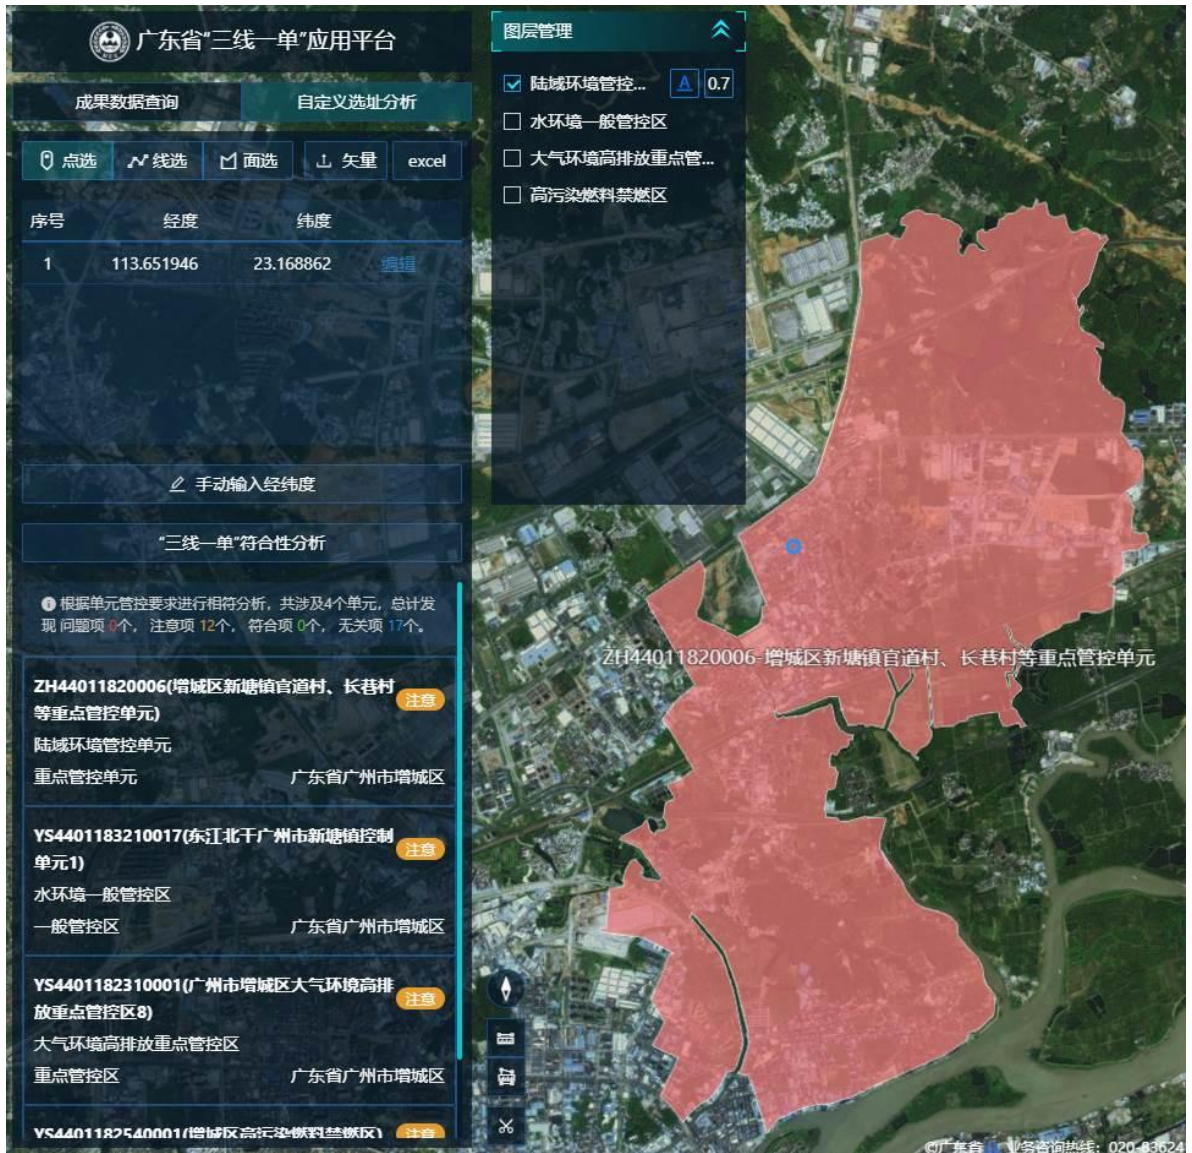 广东省"三线一单"应用平台
成果数据查询 自定义选址分析
点选 线选 面选 矢量 excel
序号 经度 纬度
1 113.651946 23.168862 编辑
手动输入经纬度
"三线一单"符合性分析
根据单元管控要求进行相符分析,共涉及4个单元,总计发
现问题项 0个, 注意项 12个, 符合项 0个, 无关项 17个。
ZH44011820006(增城区新塘镇官道村、长巷村
等重点管控单元)
注意
陆域环境管控单元
重点管控单元 广东省广州市增城区
YS4401183210017(东江北干广州市新塘镇控制
单元1)
注意
水环境一般管控区
一般管控区 广东省广州市增城区
YS4401182310001(广州市增城区大气环境高排
放重点管控区8)
注意
大气环境高排放重点管控区
重点管控区 广东省广州市增城区
YS4401182540001(增城区高污染燃料禁燃区) 注意
图层管理
陆域环境管控... A 0.7
水环境一般管控区
大气环境高排放重点管...
高污染燃料禁燃区
ZH44011820006-增城区新塘镇官道村、长巷村等重点管控单元
©广东省 业务咨询热线:020-83624